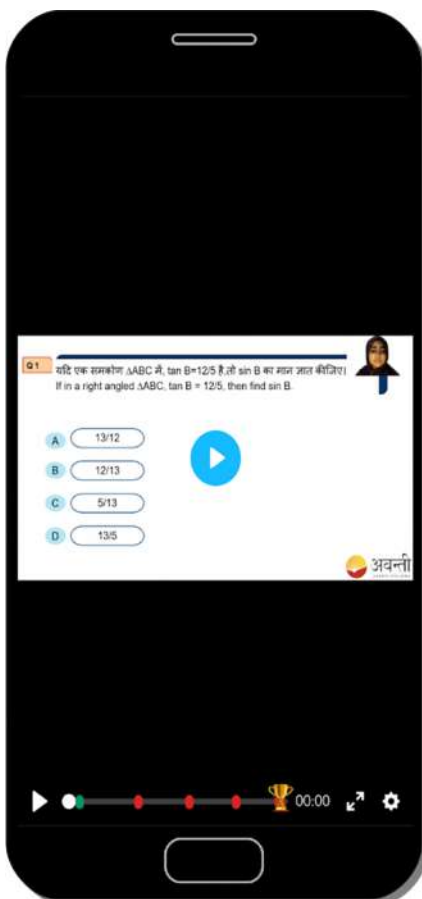 Q1
यदि एक समकोण ΔABC में, tan B=12/5 है,तो sin B का मान ज्ञात कीजिए।
If in a right angled ΔABC, tan B = 12/5, then find sin B.
A 13/12
B 12/13
C 5/13
D 13/5
अवन्ती
00:00